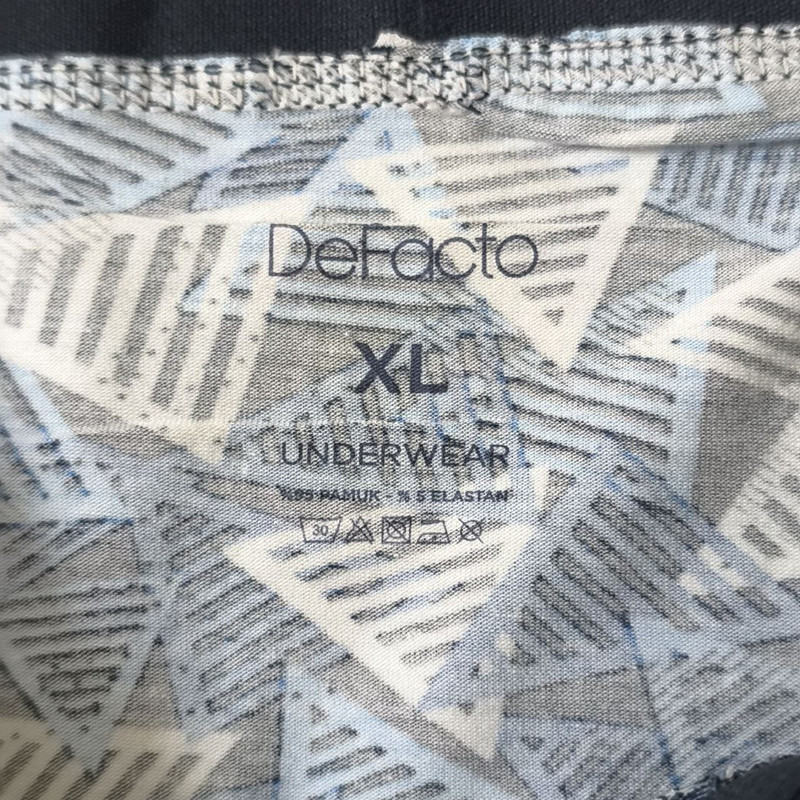 DeFacto
XL
UNDERWEAR
%95 PAMUK - % 5 ELASTAN
30